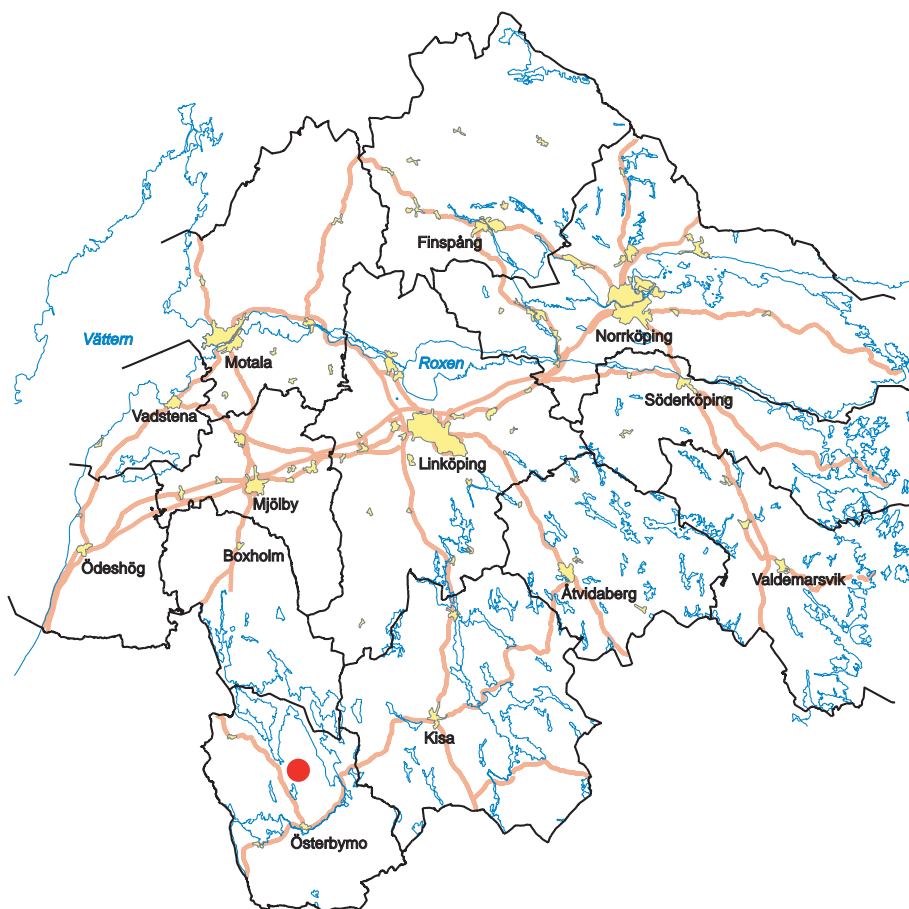 Finspång
Norrköping
Vättern
Motala
Roxen
Söderköping
Vadstena
Linköping
Mjölby
Boxholm
Ödeshög
Åtvidaberg
Valdemarsvik
Kisa
Österbymo